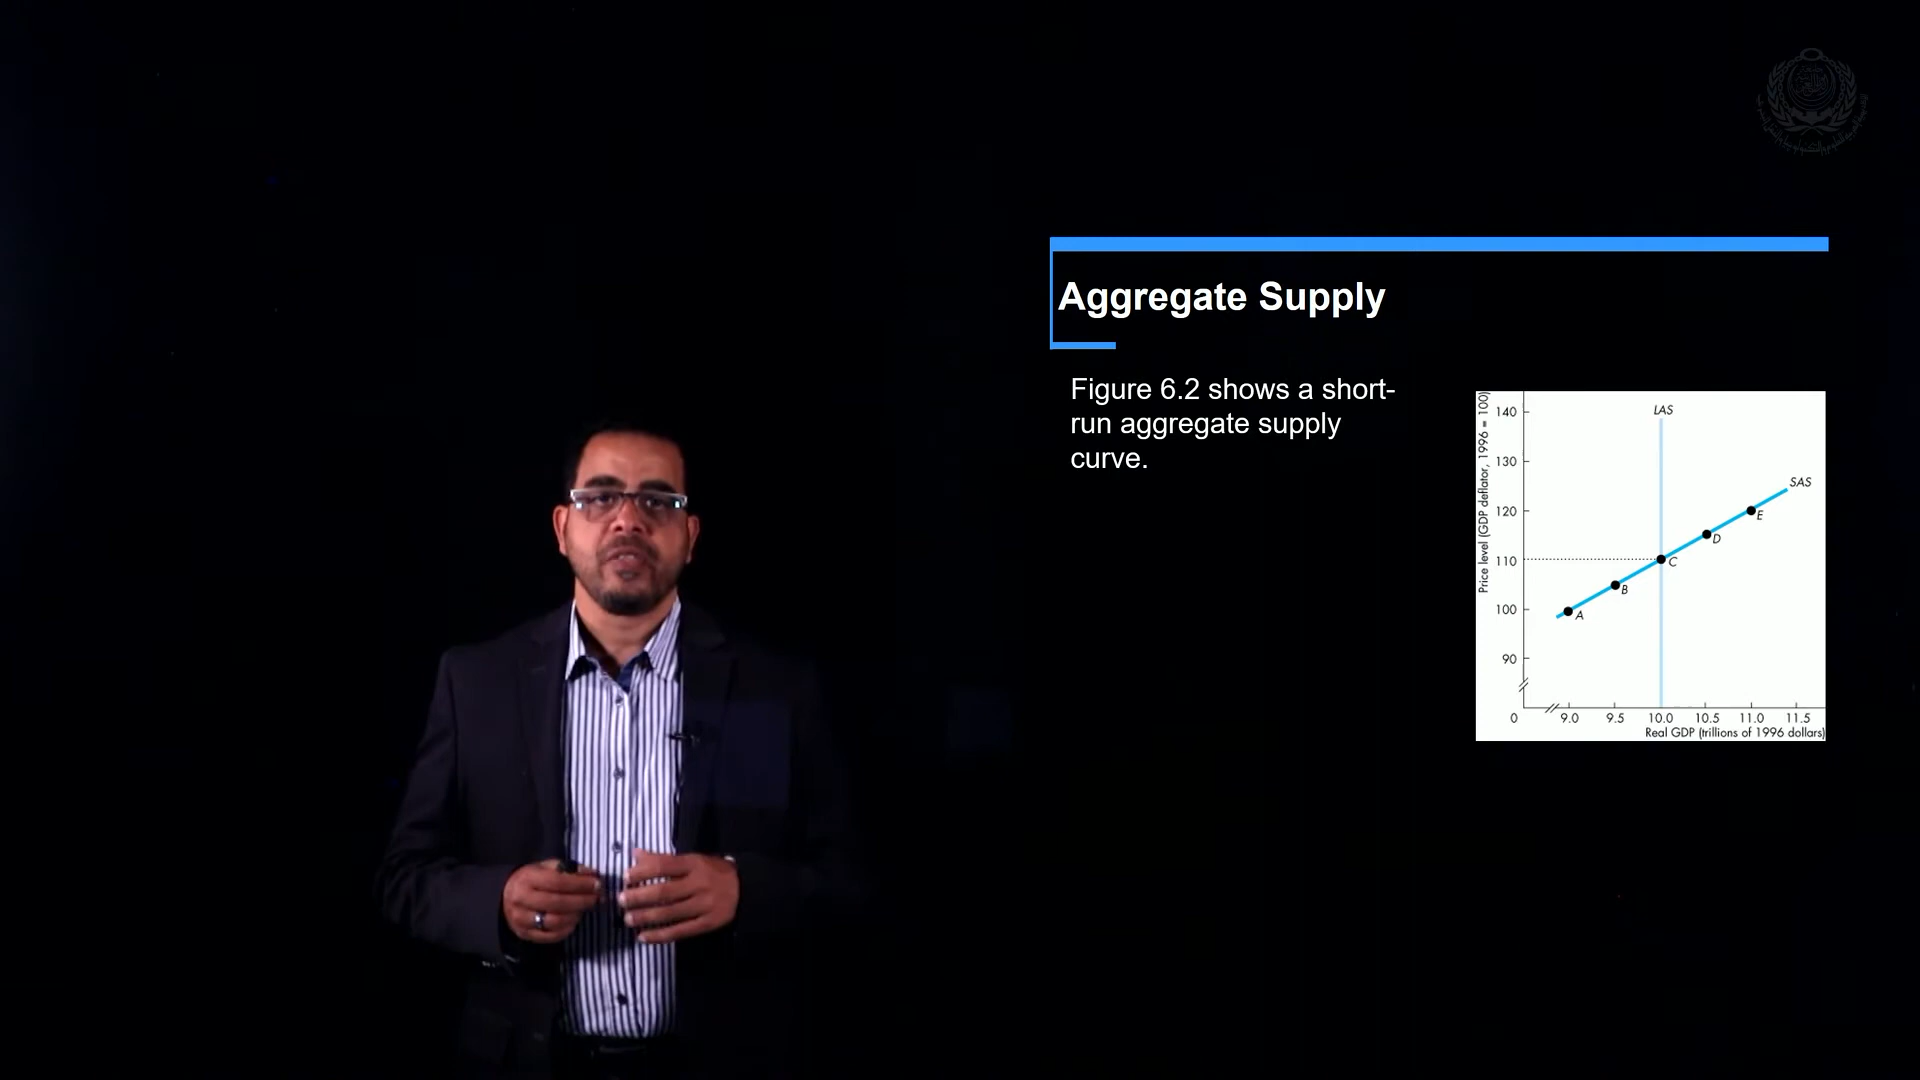 Aggregate Supply
Figure 6.2 shows a short-
run aggregate supply
curve.
Price level (GDP deflator, 1996 = 100)
140
130
120
110
100
90
0
LAS
SAS
E
D
C
B
A
9.0 9.5 10.0 10.5 11.0 11.5
Real GDP (trillions of 1996 dollars)